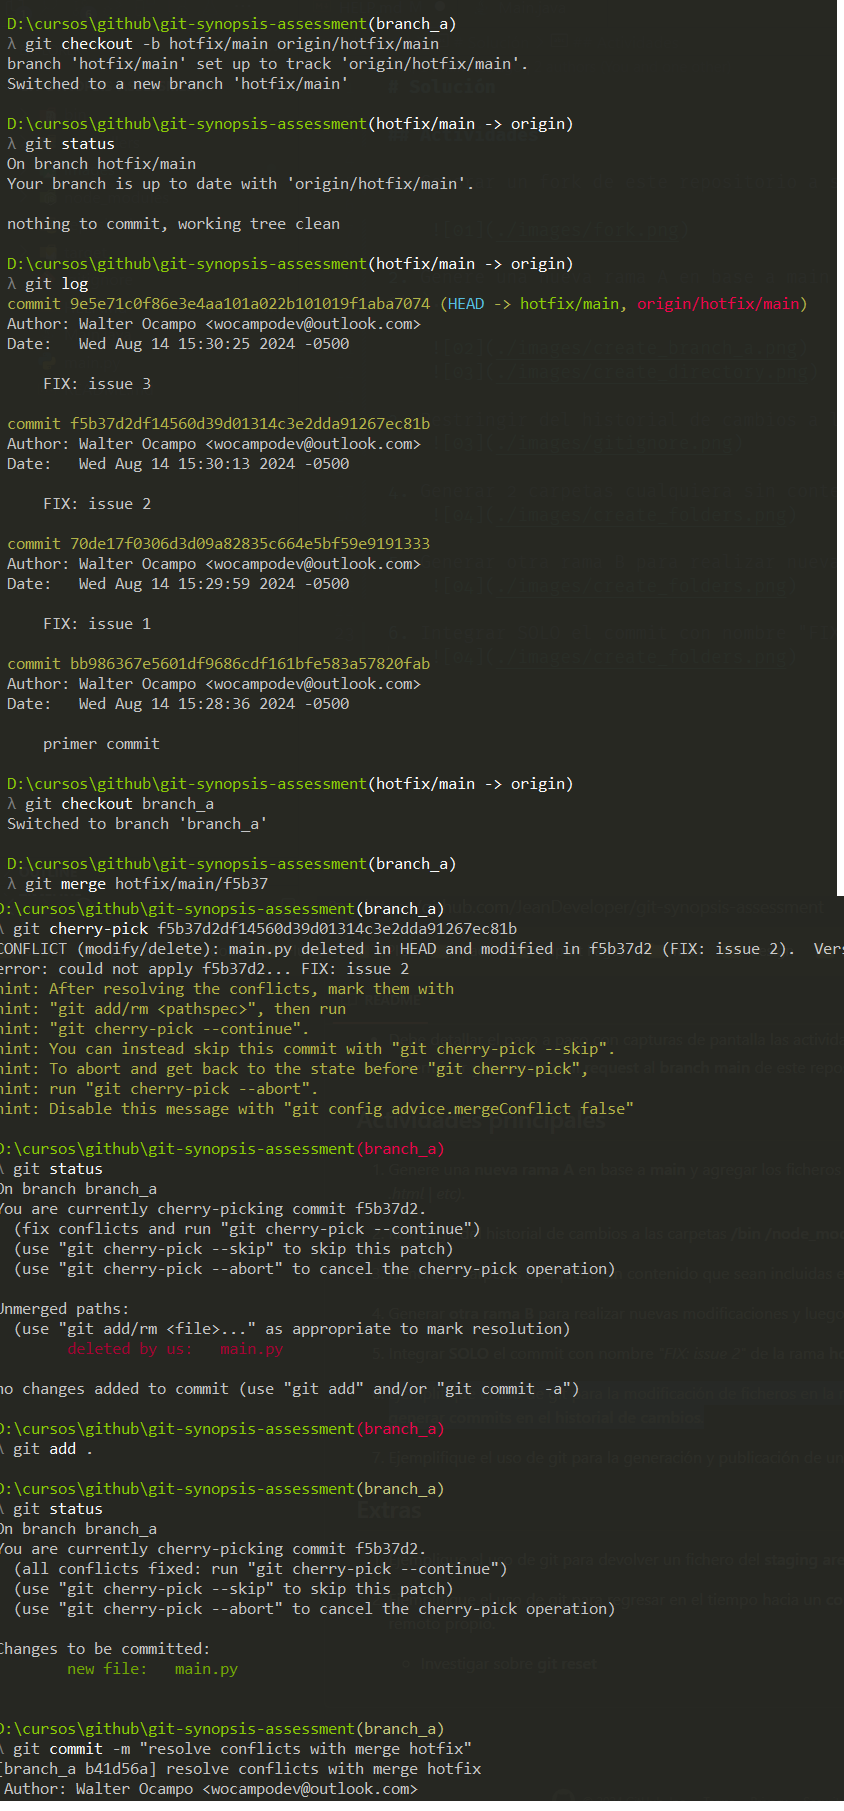 D:\cursos\github\git-synopsis-assessment(branch_a)
λ git checkout -b hotfix/main origin/hotfix/main
branch 'hotfix/main' set up to track 'origin/hotfix/main'.
Switched to a new branch 'hotfix/main'
D:\cursos\github\git-synopsis-assessment(hotfix/main -> origin)
λ git status
On branch hotfix/main
Your branch is up to date with 'origin/hotfix/main'.
nothing to commit, working tree clean
D:\cursos\github\git-synopsis-assessment(hotfix/main -> origin)
λ git log
commit 9e5e71c0f86e3e4aa101a022b101019f1aba7074 (HEAD -> hotfix/main, origin/hotfix/main)
Author: Walter Ocampo <wocampodev@outlook.com>
Date:   Wed Aug 14 15:30:25 2024 -0500
FIX: issue 3
commit f5b37d2df14560d39d01314c3e2dda91267ec81b
Author: Walter Ocampo <wocampodev@outlook.com>
Date:   Wed Aug 14 15:30:13 2024 -0500
FIX: issue 2
commit 70de17f0306d3d09a82835c664e5bf59e9191333
Author: Walter Ocampo <wocampodev@outlook.com>
Date:   Wed Aug 14 15:29:59 2024 -0500
FIX: issue 1
commit bb986367e5601df9686cdf161bfe583a57820fab
Author: Walter Ocampo <wocampodev@outlook.com>
Date:   Wed Aug 14 15:28:36 2024 -0500
primer commit
D:\cursos\github\git-synopsis-assessment(hotfix/main -> origin)
λ git checkout branch_a
Switched to branch 'branch_a'
D:\cursos\github\git-synopsis-assessment(branch_a)
λ git merge hotfix/main/f5b37
D:\cursos\github\git-synopsis-assessment(branch_a)
λ git cherry-pick f5b37d2df14560d39d01314c3e2dda91267ec81b
CONFLICT (modify/delete): main.py deleted in HEAD and modified in f5b37d2 (FIX: issue 2).  Vers
error: could not apply f5b37d2... FIX: issue 2
hint: After resolving the conflicts, mark them with
hint: "git add/rm <pathspec>", then run
hint: "git cherry-pick --continue".
hint: You can instead skip this commit with "git cherry-pick --skip".
hint: To abort and get back to the state before "git cherry-pick",
hint: run "git cherry-pick --abort".
hint: Disable this message with "git config advice.mergeConflict false"
D:\cursos\github\git-synopsis-assessment(branch_a)
λ git status
On branch branch_a
You are currently cherry-picking commit f5b37d2.
(fix conflicts and run "git cherry-pick --continue")
(use "git cherry-pick --skip" to skip this patch)
(use "git cherry-pick --abort" to cancel the cherry-pick operation)
Unmerged paths:
(use "git add/rm <file>..." as appropriate to mark resolution)
deleted by us:   main.py
no changes added to commit (use "git add" and/or "git commit -a")
D:\cursos\github\git-synopsis-assessment(branch_a)
λ git add .
D:\cursos\github\git-synopsis-assessment(branch_a)
λ git status
On branch branch_a
You are currently cherry-picking commit f5b37d2.
(all conflicts fixed: run "git cherry-pick --continue")
(use "git cherry-pick --skip" to skip this patch)
(use "git cherry-pick --abort" to cancel the cherry-pick operation)
Changes to be committed:
new file:   main.py
D:\cursos\github\git-synopsis-assessment(branch_a)
λ git commit -m "resolve conflicts with merge hotfix"
[branch_a b41d56a] resolve conflicts with merge hotfix
Author: Walter Ocampo <wocampodev@outlook.com>